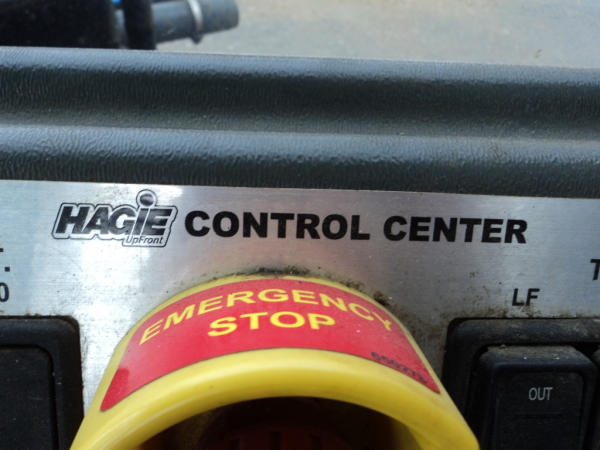 HAGIE UpFront CONTROL CENTER
EMERGENCY
STOP
LF
OUT